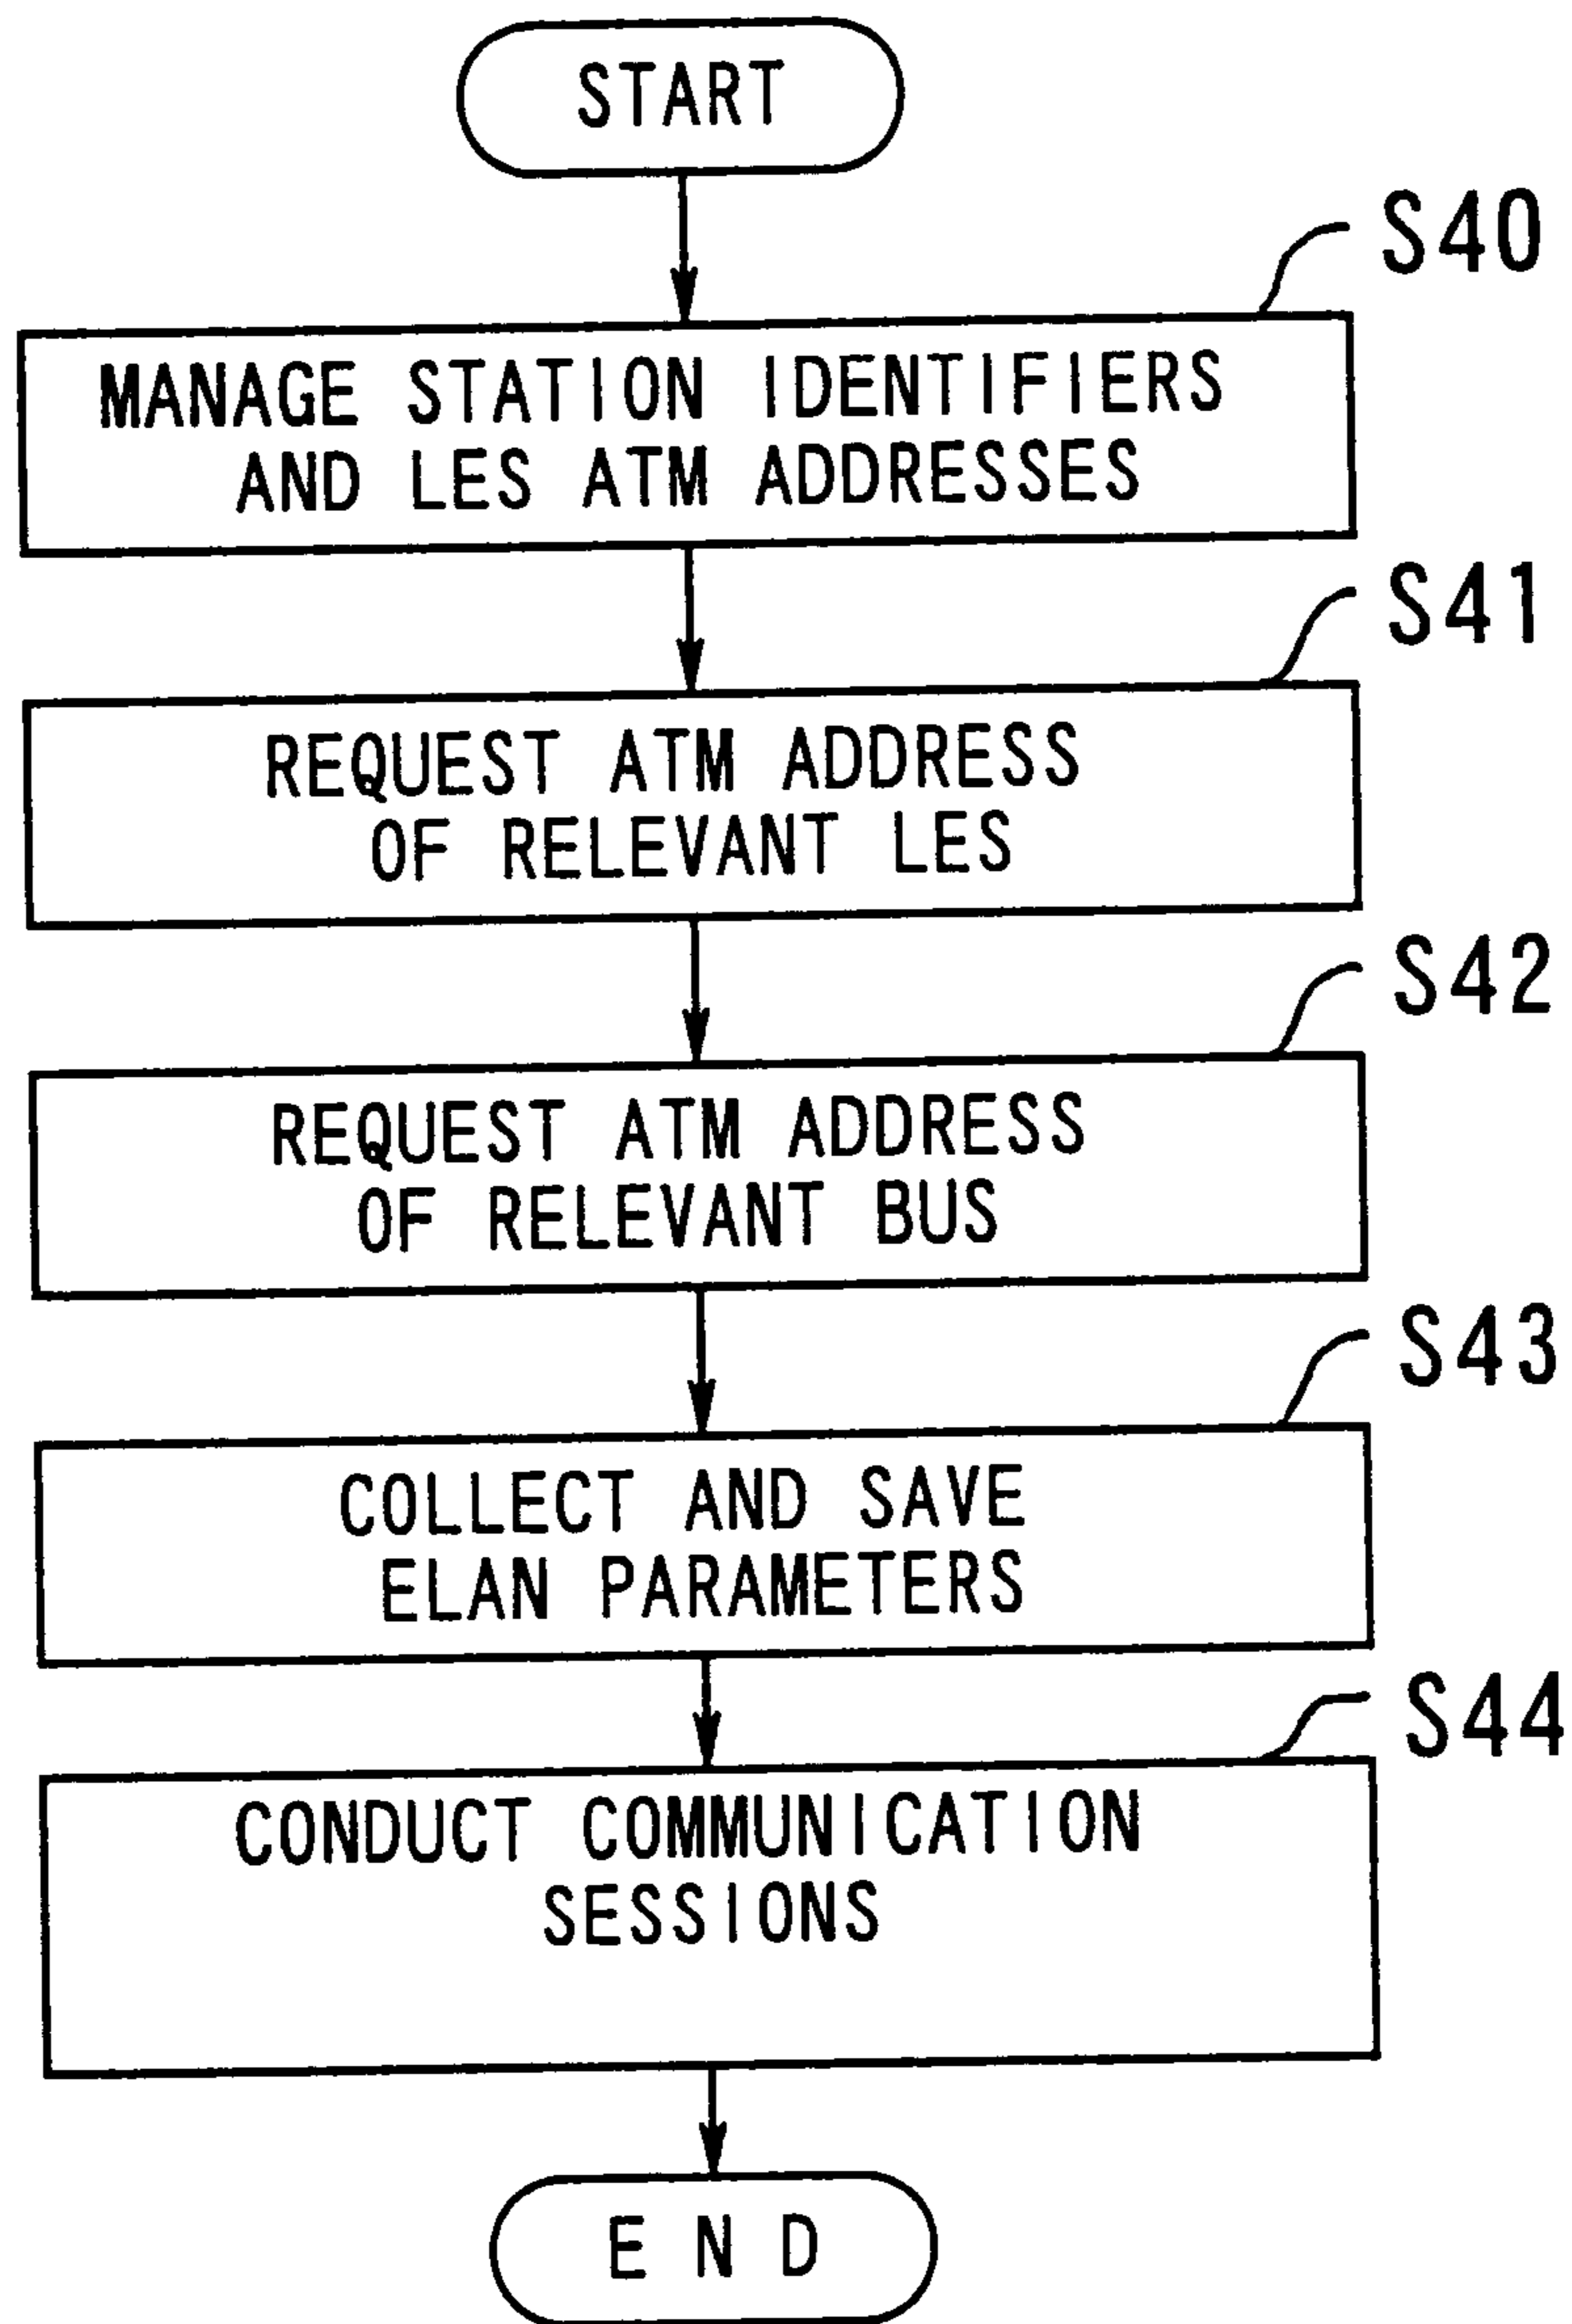 START
S40
MANAGE STATION IDENTIFIERS
AND LES ATM ADDRESSES
S41
REQUEST ATM ADDRESS
OF RELEVANT LES
S42
REQUEST ATM ADDRESS
OF RELEVANT BUS
S43
COLLECT AND SAVE
ELAN PARAMETERS
S44
CONDUCT COMMUNICATION
SESSIONS
END